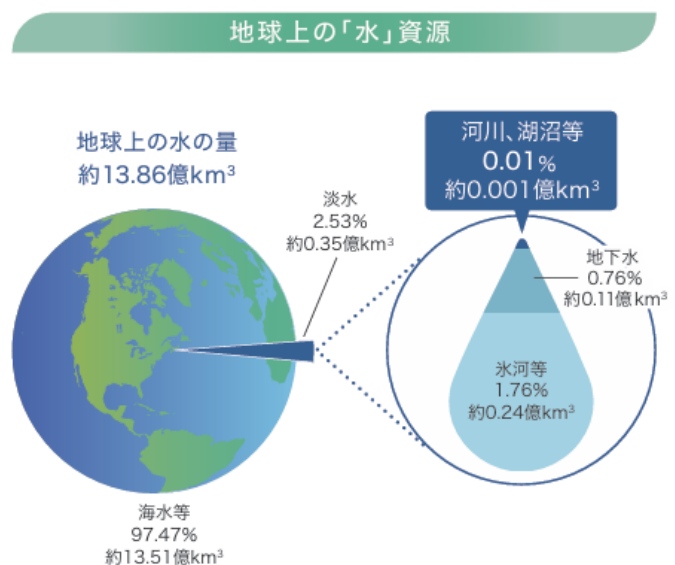 地球上の「水」資源
地球上の水の量
約13.86億km³
淡水
2.53%
約0.35億km³
河川、湖沼等
0.01%
約0.001億km³
地下水
0.76%
約0.11億km³
氷河等
1.76%
約0.24億km³
海水等
97.47%
約13.51億km³